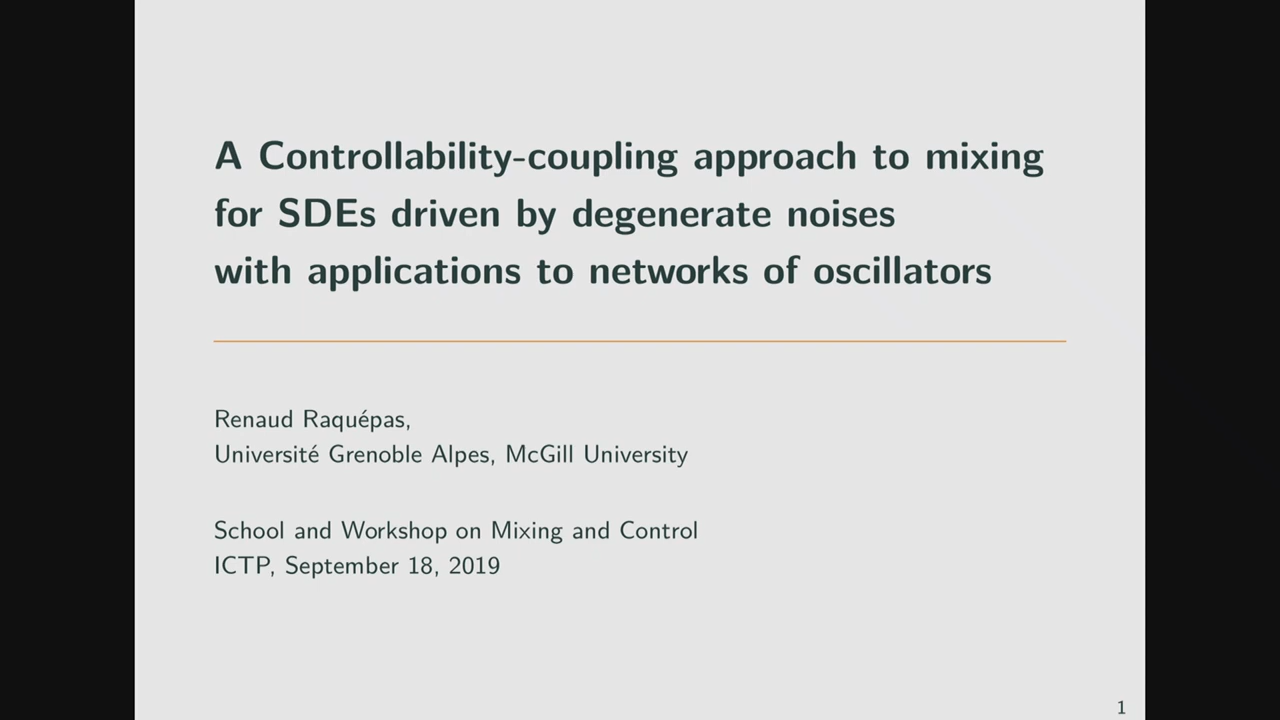 A Controllability-coupling approach to mixing
for SDEs driven by degenerate noises
with applications to networks of oscillators
Renaud Raquépas,
Université Grenoble Alpes, McGill University
School and Workshop on Mixing and Control
ICTP, September 18, 2019
1